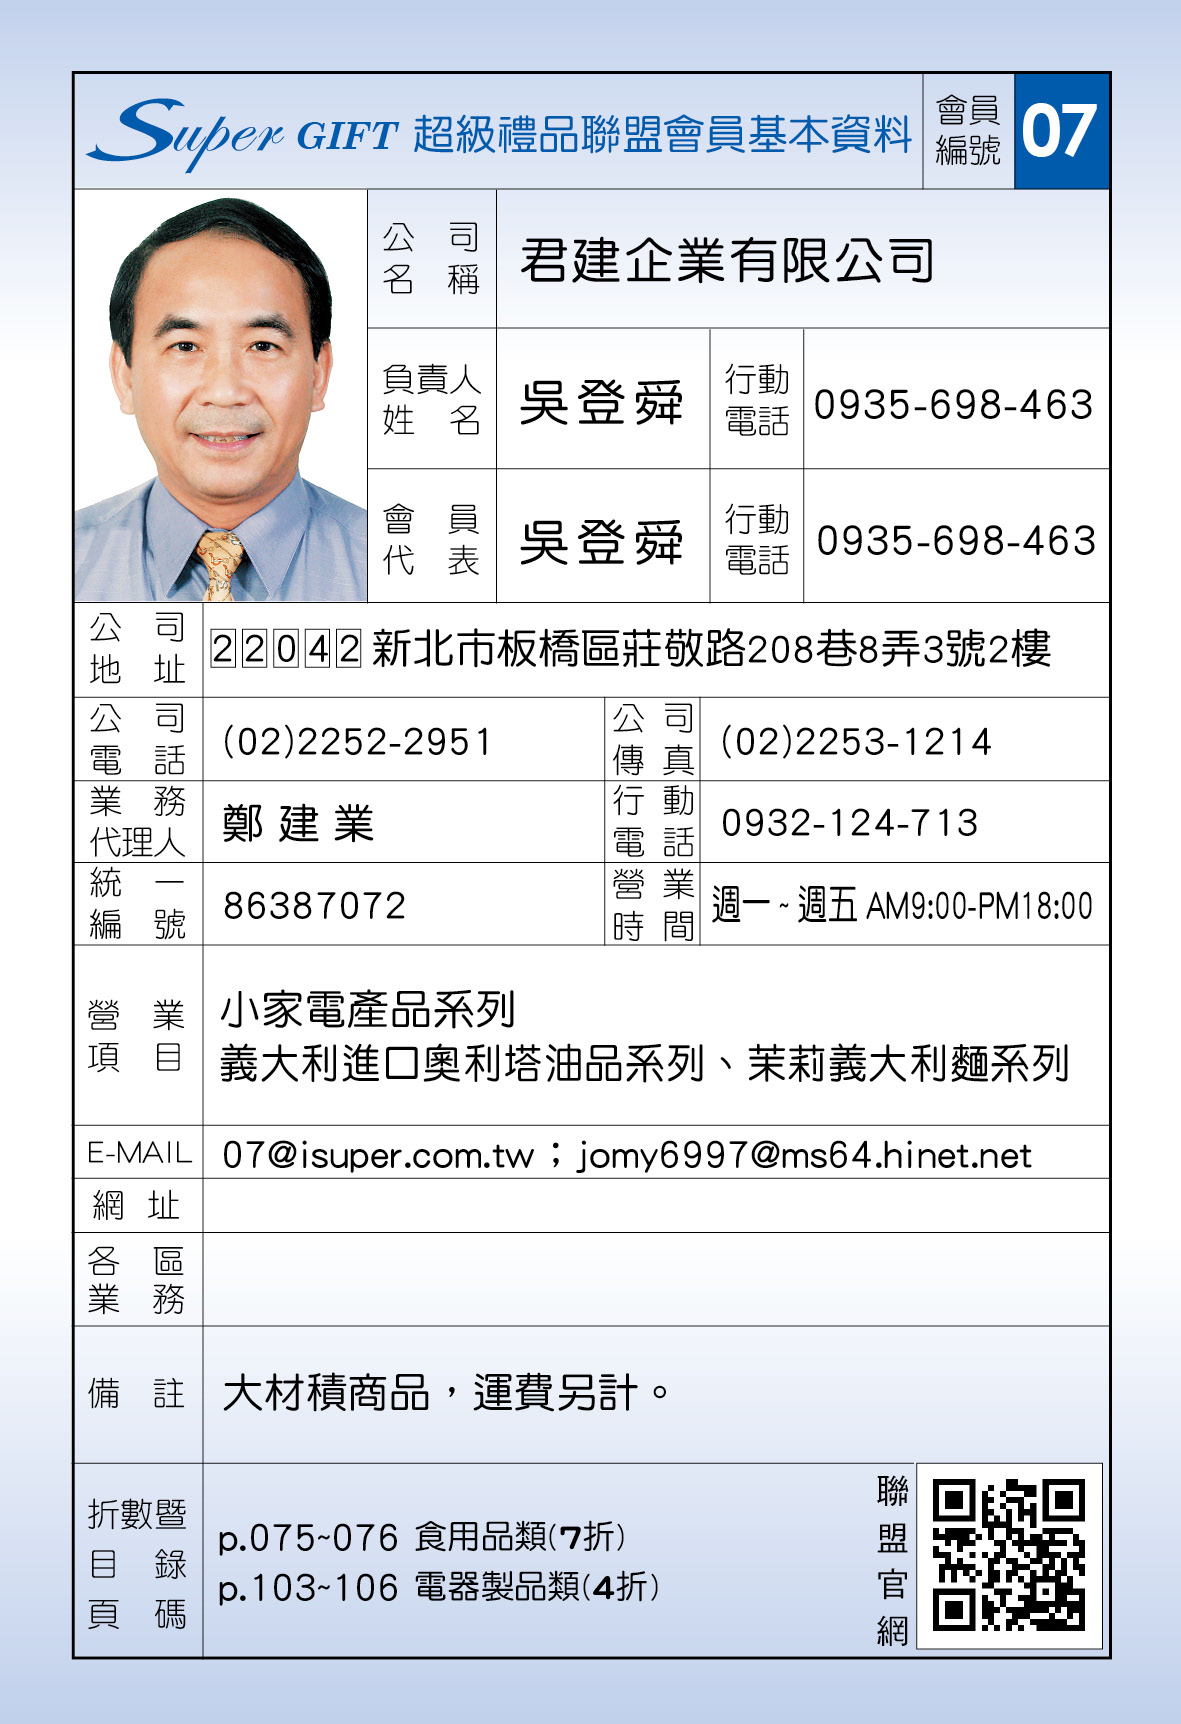 Super GIFT 超級禮品聯盟會員基本資料 會員編號 07
公司名稱 君建企業有限公司
負責人姓名 吳登舜 行動電話 0935-698-463
會員代表 吳登舜 行動電話 0935-698-463
公司地址 22042 新北市板橋區莊敬路208巷8弄3號2樓
公司電話 (02)2252-2951 公司傳真 (02)2253-1214
業務代理人 鄭建業 行動電話 0932-124-713
統一編號 86387072 營業時間 週一~週五 AM9:00-PM18:00
營業項目 小家電產品系列
義大利進口奧利塔油品系列、茉莉義大利麵系列
E-MAIL 07@isuper.com.tw；jomy6997@ms64.hinet.net
網址
各區業務
備註 大材積商品，運費另計。
折數暨目錄頁碼 p.075~076 食用品類(7折)
p.103~106 電器製品類(4折)
聯盟官網